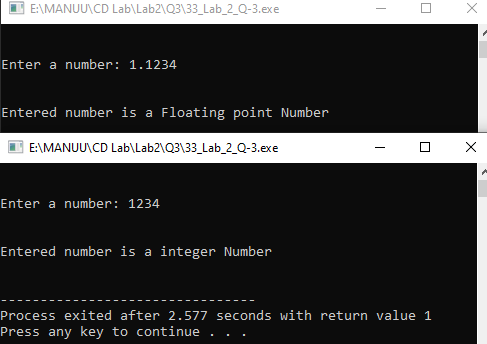 E:\MANUU\CD Lab\Lab2\Q3\33_Lab_2_Q-3.exe
Enter a number: 1.1234
Entered number is a Floating point Number
E:\MANUU\CD Lab\Lab2\Q3\33_Lab_2_Q-3.exe
Enter a number: 1234
Entered number is a integer Number
--------------------------------
Process exited after 2.577 seconds with return value 1
Press any key to continue . . .